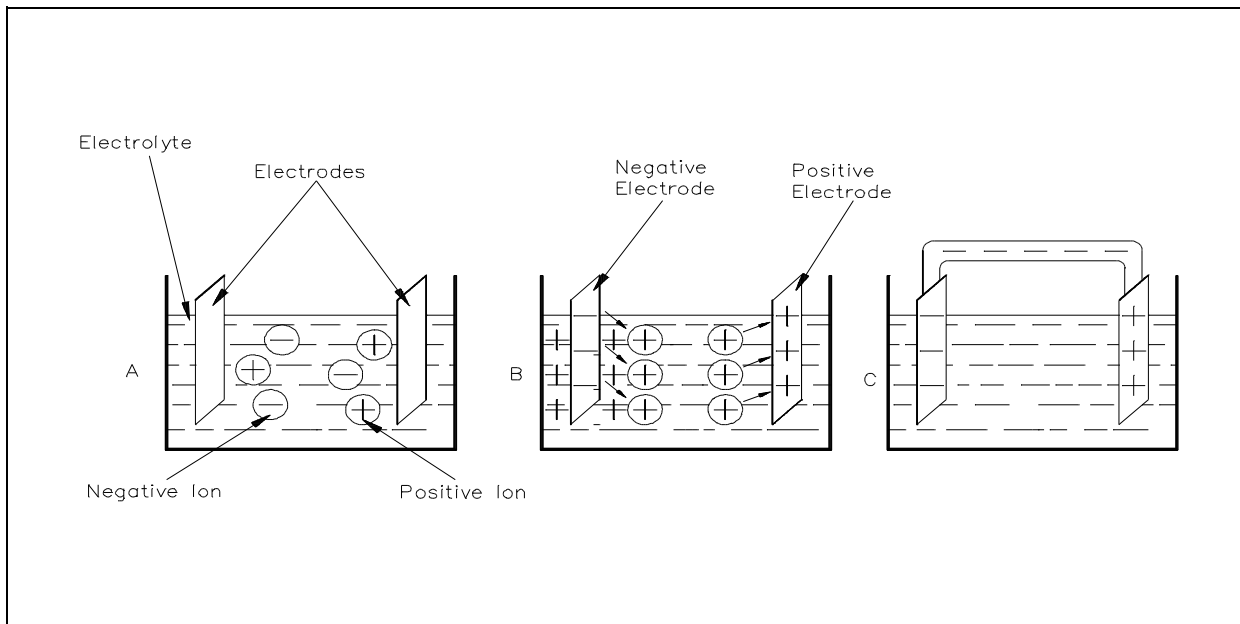 Electrolyte
Electrodes
Negative
Electrode
Positive
Electrode
A
B
C
Negative Ion
Positive Ion